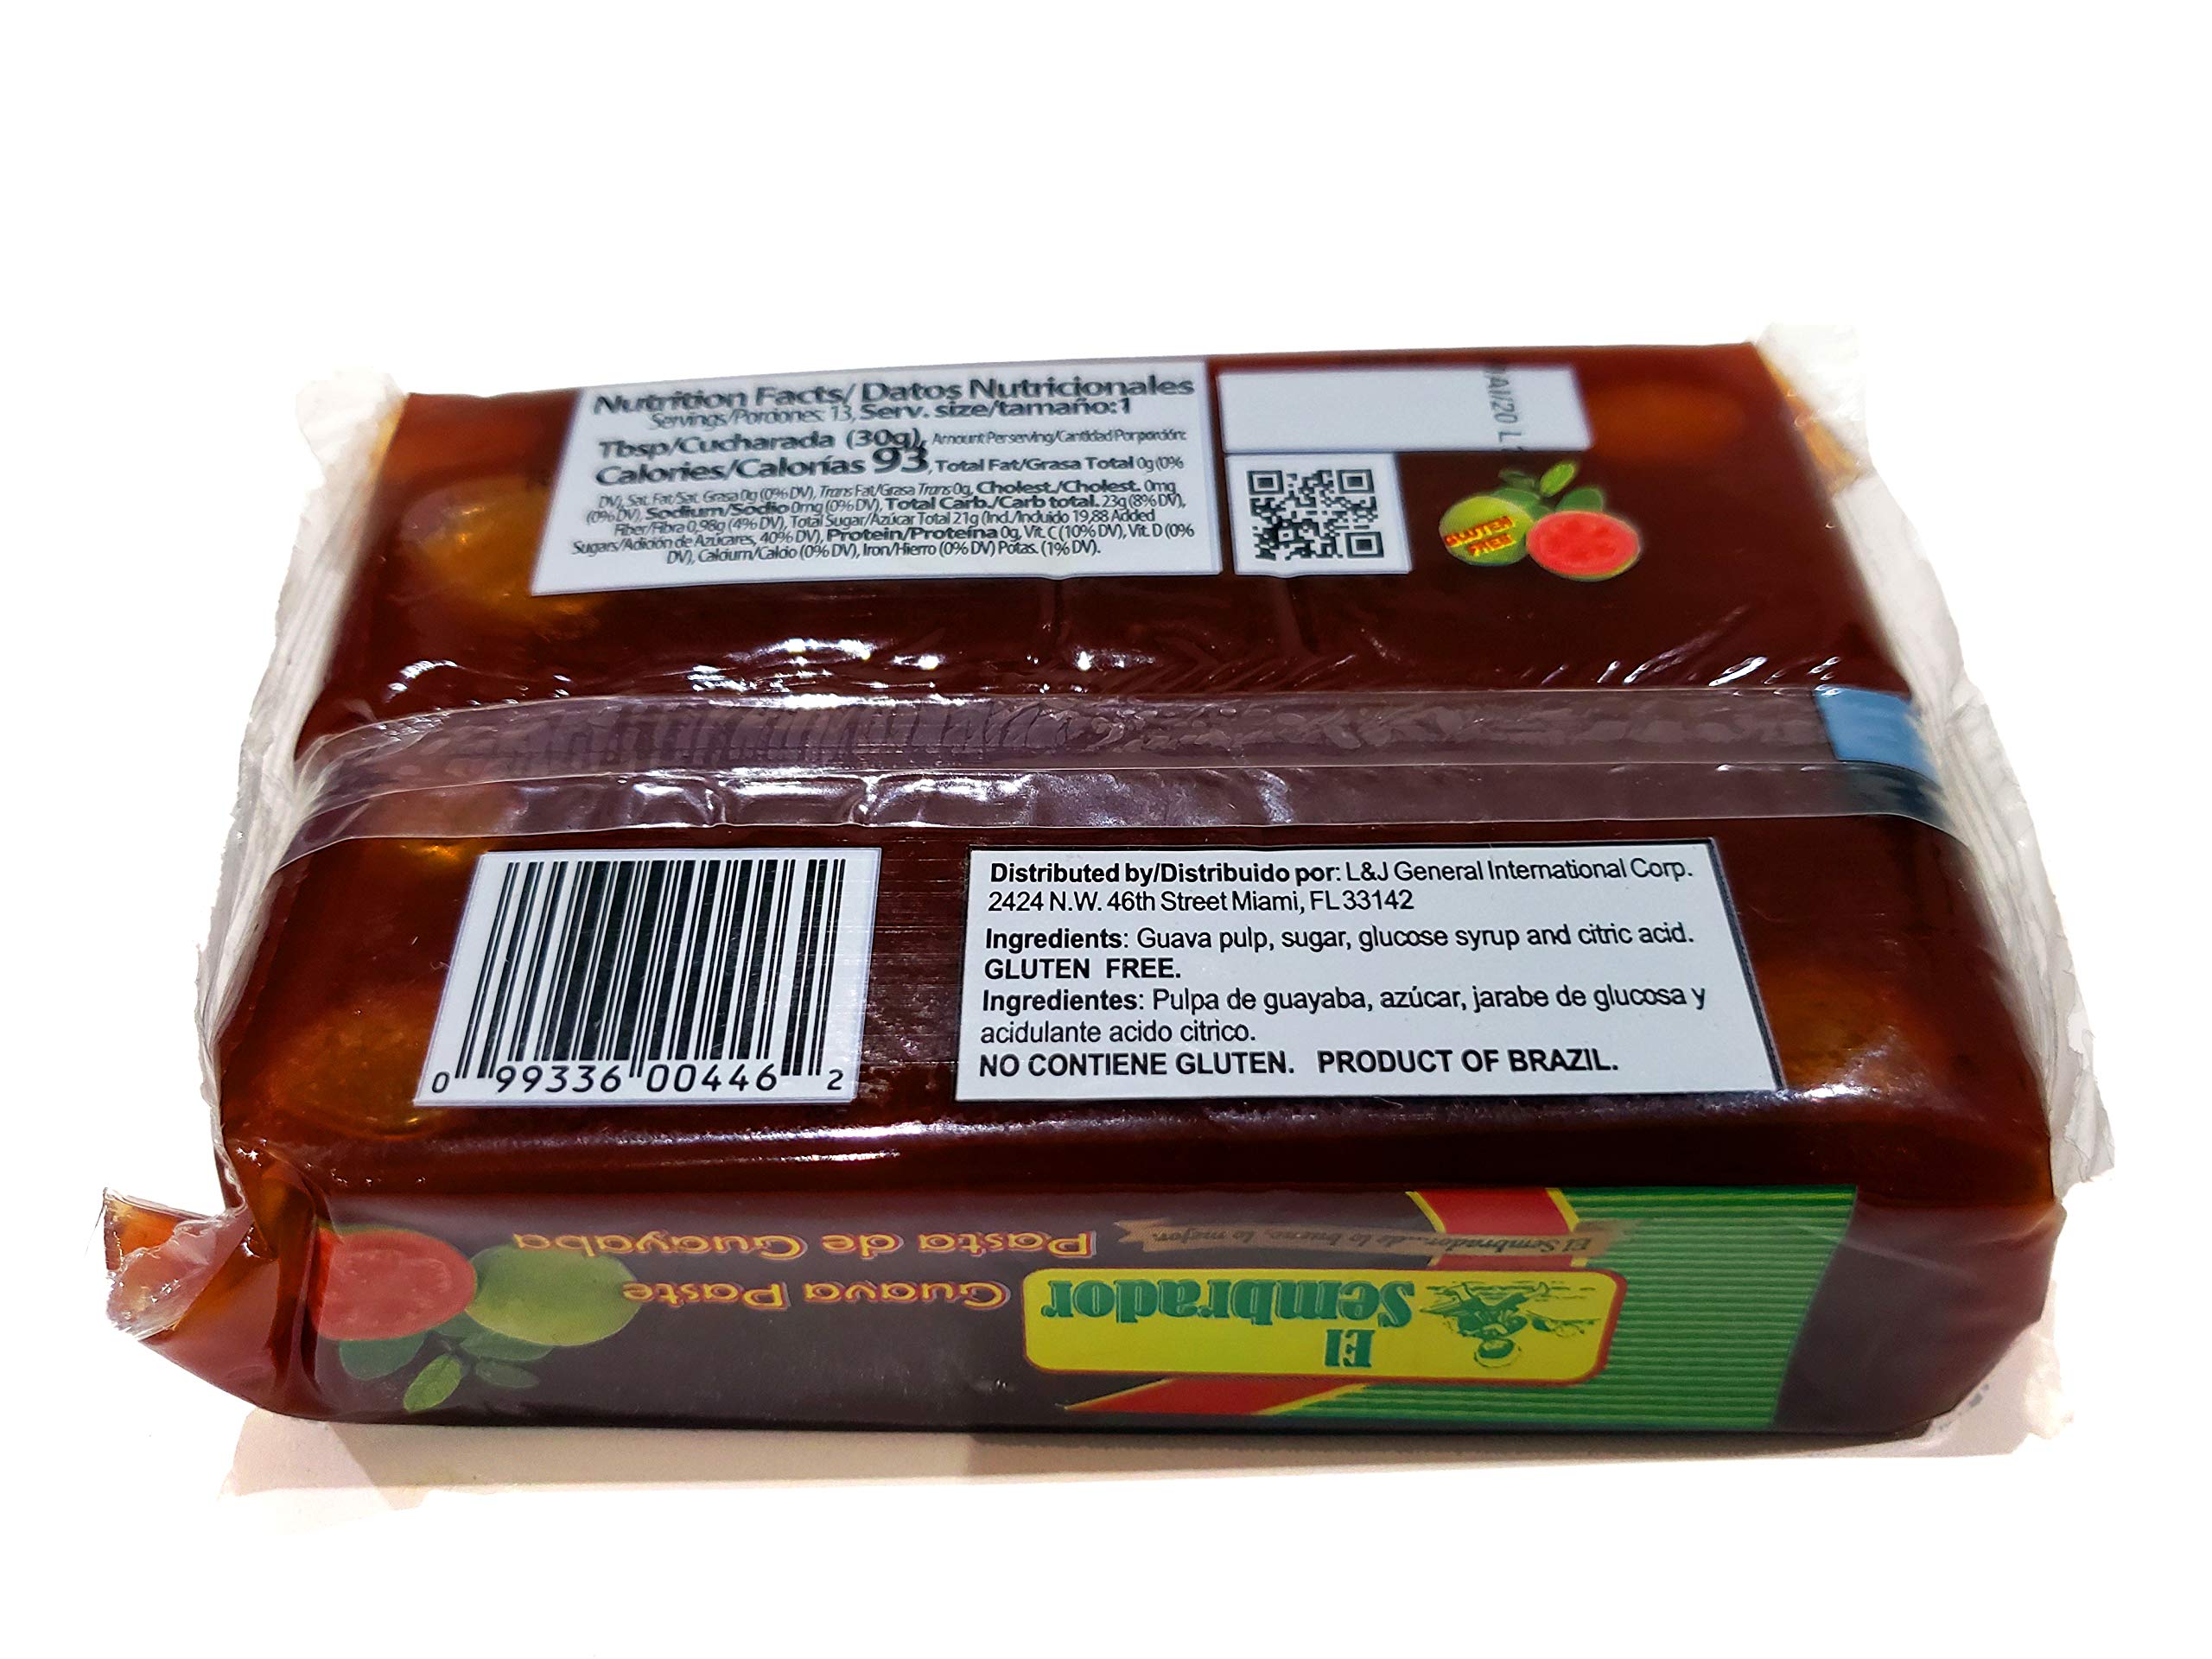 Nutrition Facts/ Datos Nutricionales
Servings/Porciones: 13, Serv. size/tamaño:1
Tbsp/Cucharada (30g), Amount Per serving/Cantidad Por porción:
Calories/Calorías 93, Total Fat/Grasa Total 0g (0%
DV), Sat. Fat/Sat. Grasa 0g (0% DV), Trans Fat/Grasa Trans 0g, Cholest./Cholest. 0mg
(0% DV), Sodium/Sodio 0mg (0% DV), Total Carb./Carb total. 23g (8% DV),
Fiber/Fibra 0,98g (4% DV), Total Sugar/Azúcar Total 21g (Incl./Incluido 19,88 Added
Sugars/Adición de Azúcares, 40% DV), Protein/Proteína 0g, Vit. C (10% DV), Vit. D (0%
DV), Calcium/Calcio (0% DV), Iron/Hierro (0% DV) Potas. (1% DV).
/20 L
GLUTEN
FREE
0 99336 00446 2
Distributed by/Distribuido por: L&J General International Corp.
2424 N.W. 46th Street Miami, FL 33142
Ingredients: Guava pulp, sugar, glucose syrup and citric acid.
GLUTEN FREE.
Ingredientes: Pulpa de guayaba, azúcar, jarabe de glucosa y
acidulante acido citrico.
NO CONTIENE GLUTEN. PRODUCT OF BRAZIL.
El
Sembrador
El Sembrador...de lo bueno, lo mejor.
Guava Paste
Pasta de Guayaba